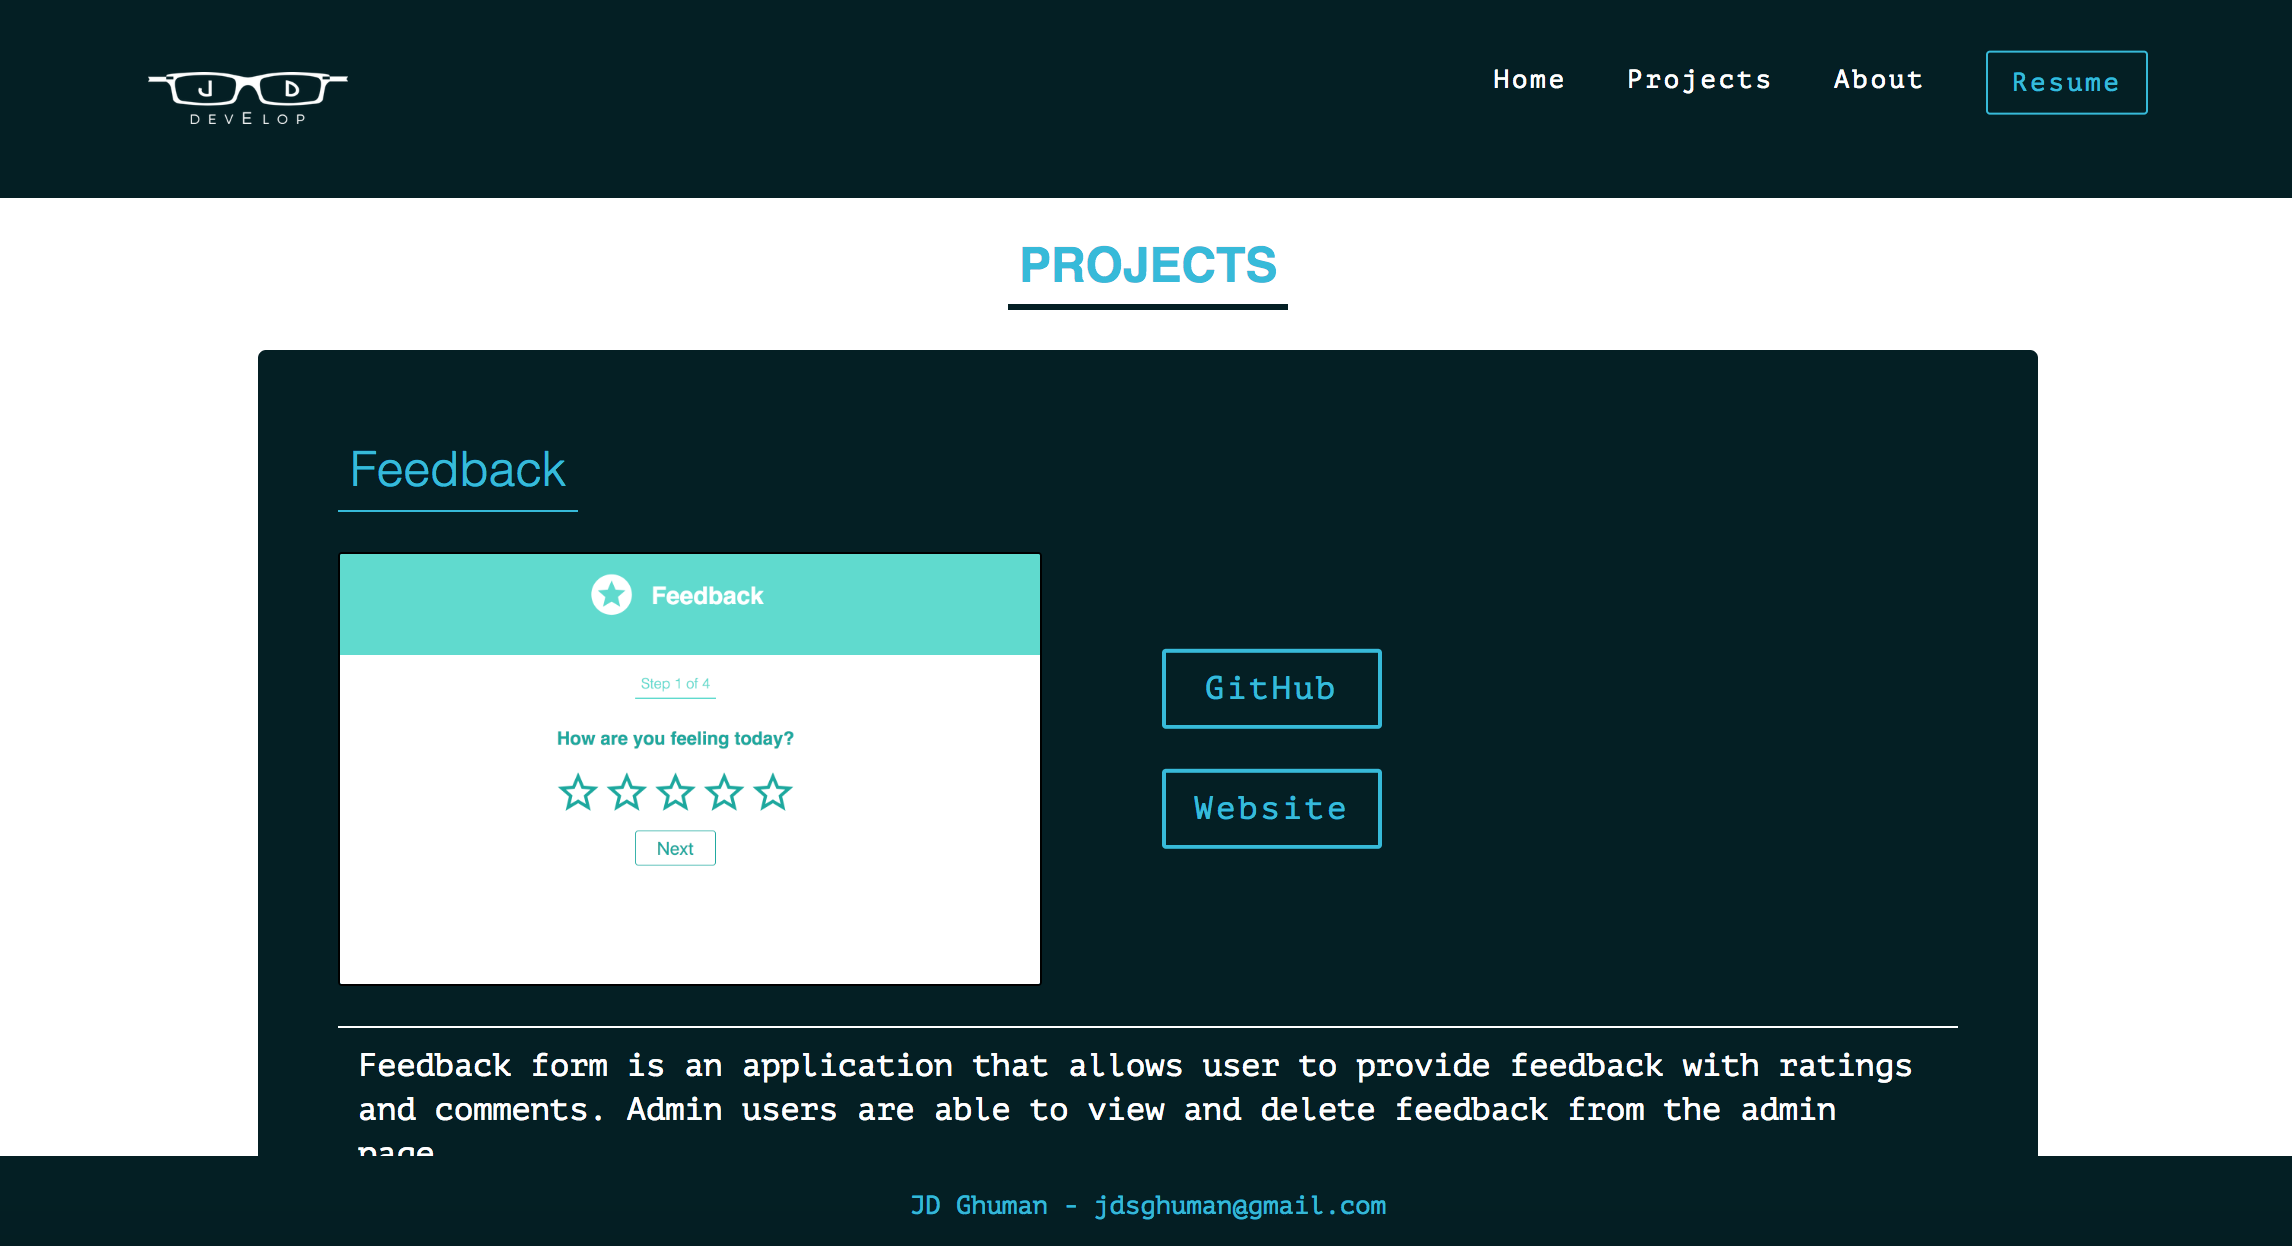 J D
DEVELOP
Home Projects About Resume
PROJECTS
Feedback
Feedback
Step 1 of 4
How are you feeling today?
Next
GitHub
Website
Feedback form is an application that allows user to provide feedback with ratings
and comments. Admin users are able to view and delete feedback from the admin
page
JD Ghuman - jdsghuman@gmail.com